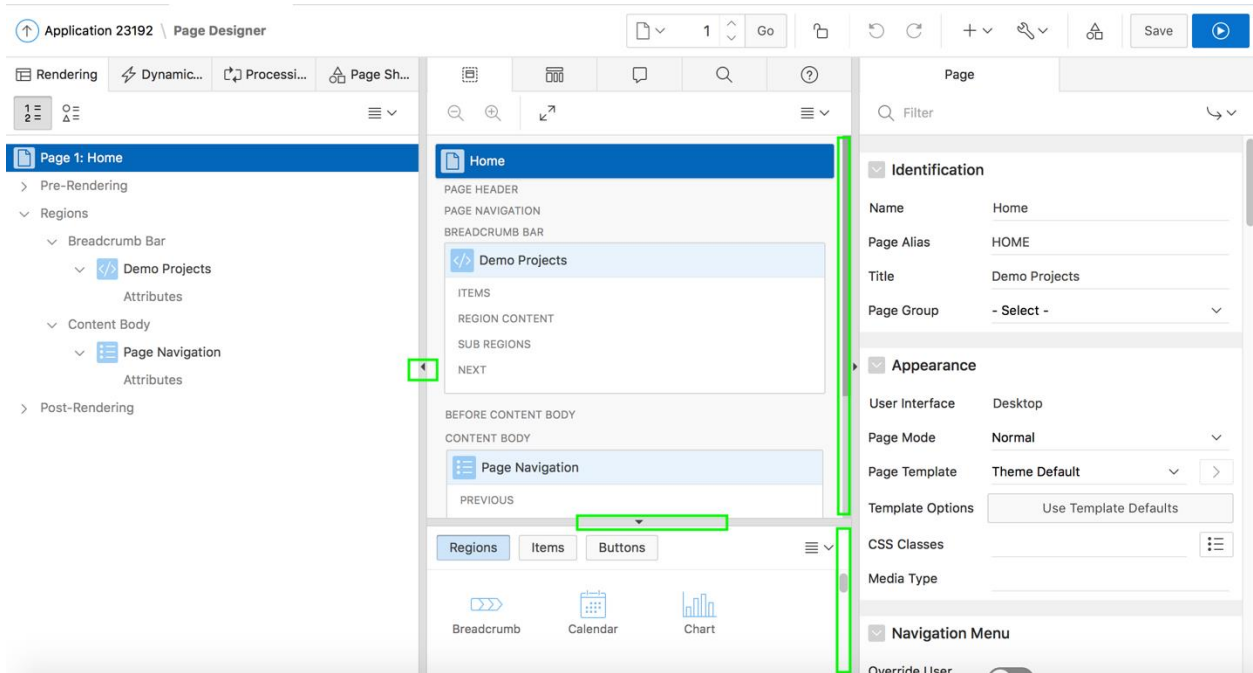 Application 23192 \ Page Designer
1
Go
Save
Rendering
Dynamic...
Processi...
Page Sh...
Page
Filter
Page 1: Home
Pre-Rendering
Regions
Breadcrumb Bar
Demo Projects
Attributes
Content Body
Page Navigation
Attributes
Post-Rendering
Home
PAGE HEADER
PAGE NAVIGATION
BREADCRUMB BAR
Demo Projects
ITEMS
REGION CONTENT
SUB REGIONS
NEXT
BEFORE CONTENT BODY
CONTENT BODY
Page Navigation
PREVIOUS
Regions
Items
Buttons
Breadcrumb
Calendar
Chart
Identification
Name Home
Page Alias HOME
Title Demo Projects
Page Group - Select -
Appearance
User Interface Desktop
Page Mode Normal
Page Template Theme Default
Template Options Use Template Defaults
CSS Classes
Media Type
Navigation Menu
Override User